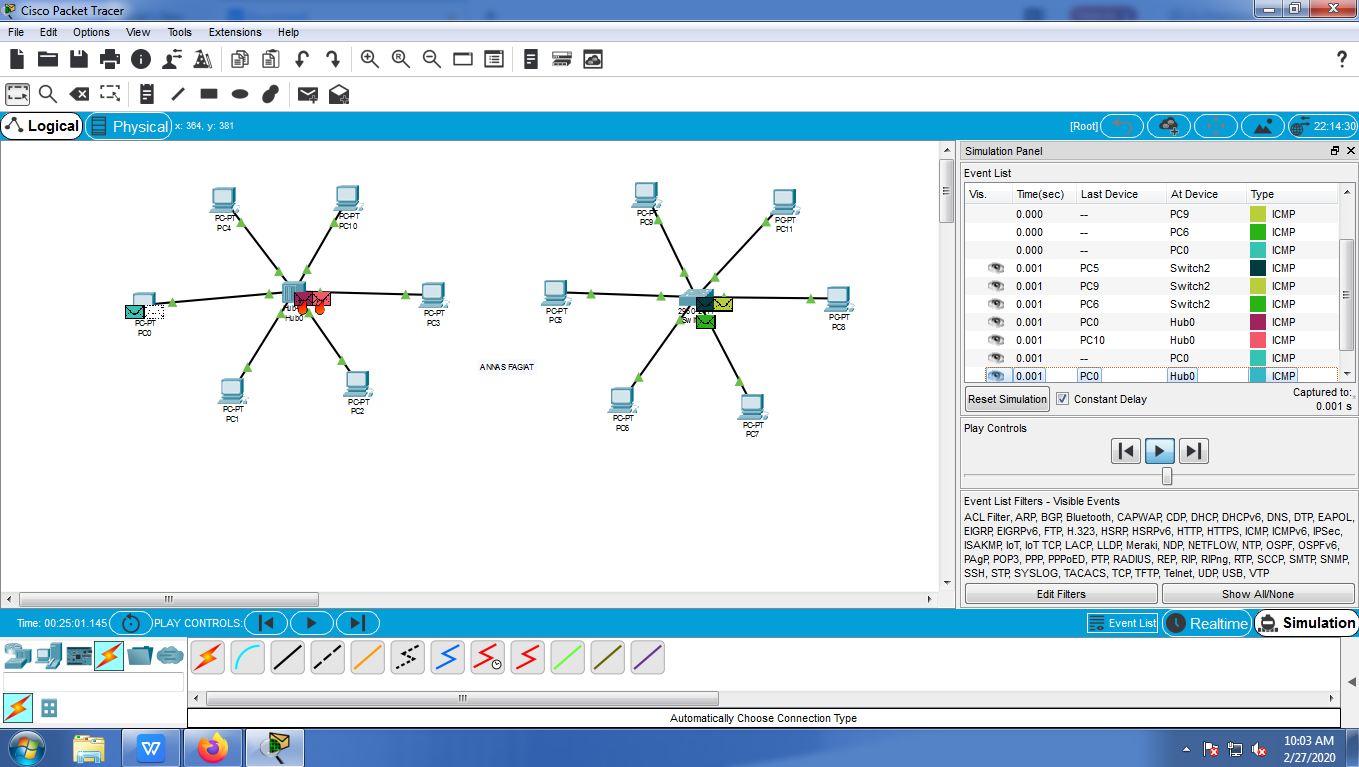 Cisco Packet Tracer
File Edit Options View Tools Extensions Help
Logical Physical x: 364, y: 381 [Root] 22:14:30
Simulation Panel
Event List
Vis. Time(sec) Last Device At Device Type
0.000 -- PC9 ICMP
0.000 -- PC6 ICMP
0.000 -- PC0 ICMP
0.001 PC5 Switch2 ICMP
0.001 PC9 Switch2 ICMP
0.001 PC6 Switch2 ICMP
0.001 PC0 Hub0 ICMP
0.001 PC10 Hub0 ICMP
0.001 -- PC0 ICMP
0.001 PC0 Hub0 ICMP
Reset Simulation Constant Delay Captured to:
0.001 s
Play Controls
Event List Filters - Visible Events
ACL Filter, ARP, BGP, Bluetooth, CAPWAP, CDP, DHCP, DHCPv6, DNS, DTP, EAPOL,
EIGRP, EIGRPv6, FTP, H.323, HSRP, HSRPv6, HTTP, HTTPS, ICMP, ICMPv6, IPSec,
ISAKMP, IoT, IoT TCP, LACP, LLDP, Meraki, NDP, NETFLOW, NTP, OSPF, OSPFv6,
PAgP, POP3, PPP, PPPoED, PTP, RADIUS, REP, RIP, RIPng, RTP, SCCP, SMTP, SNMP,
SSH, STP, SYSLOG, TACACS, TCP, TFTP, Telnet, UDP, USB, VTP
Edit Filters Show All/None
PC-PT
PC4
PC-PT
PC10
PC-PT
PC0
Hub0
PC-PT
PC3
PC-PT
PC1
PC-PT
PC2
ANNAS FAGIAT
PC-PT
PC9
PC-PT
PC11
PC-PT
PC5
PC-PT
PC8
PC-PT
PC6
PC-PT
PC7
Time: 00:25:01.145 PLAY CONTROLS: Event List Realtime Simulation
Automatically Choose Connection Type
10:03 AM
2/27/2020